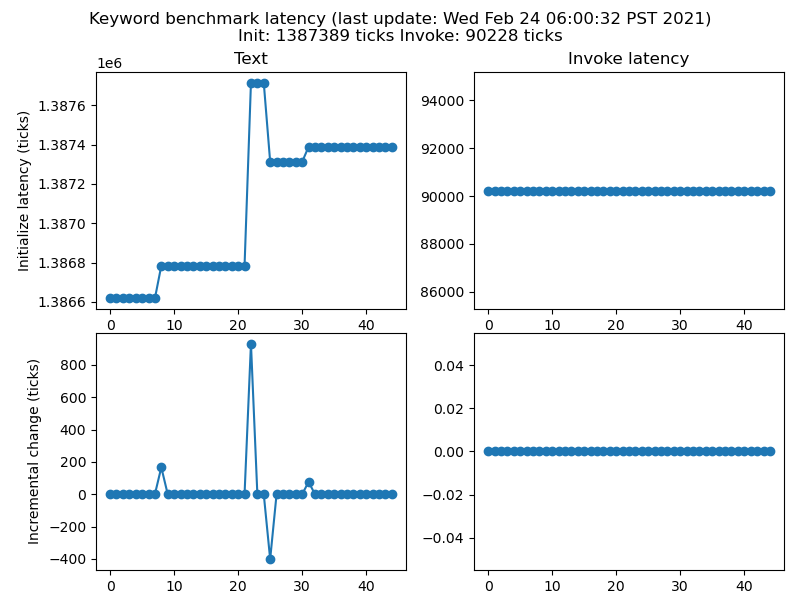 Keyword benchmark latency (last update: Wed Feb 24 06:00:32 PST 2021)
Init: 1387389 ticks Invoke: 90228 ticks
Text
1e6
Initialize latency (ticks)
1.3876
1.3874
1.3872
1.3870
1.3868
1.3866
0 10 20 30 40
Invoke latency
94000
92000
90000
88000
86000
0 10 20 30 40
Incremental change (ticks)
800
600
400
200
0
−200
−400
0 10 20 30 40
0.04
0.02
0.00
−0.02
−0.04
0 10 20 30 40